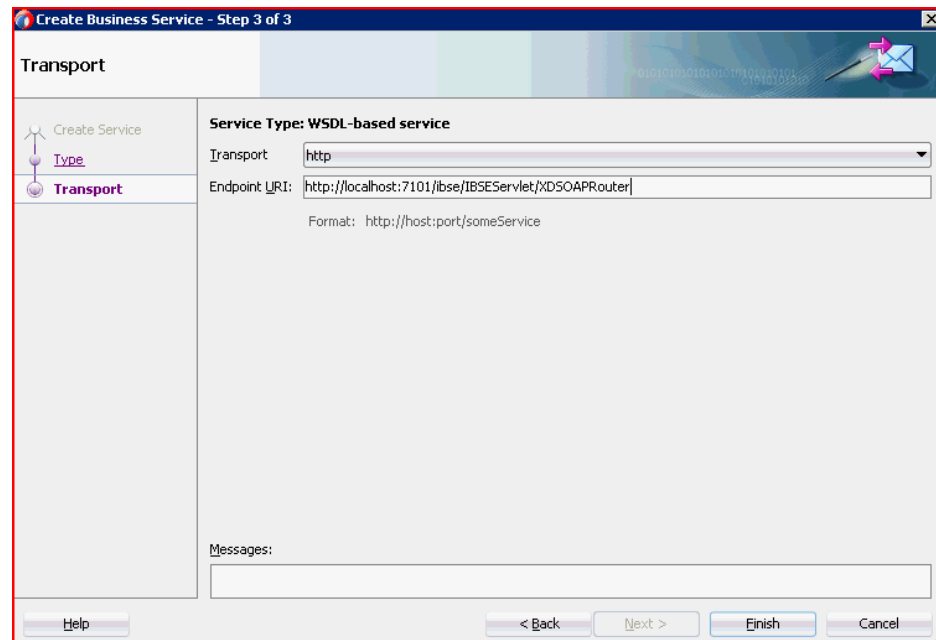 Create Business Service - Step 3 of 3
Transport
Create Service
Type
Transport
Service Type: WSDL-based service
Transport
http
Endpoint URI:
http://localhost:7101/ibse/IBSEServlet/XDSOAPRouter
Format: http://host:port/someService
Messages:
Help
< Back
Next >
Finish
Cancel